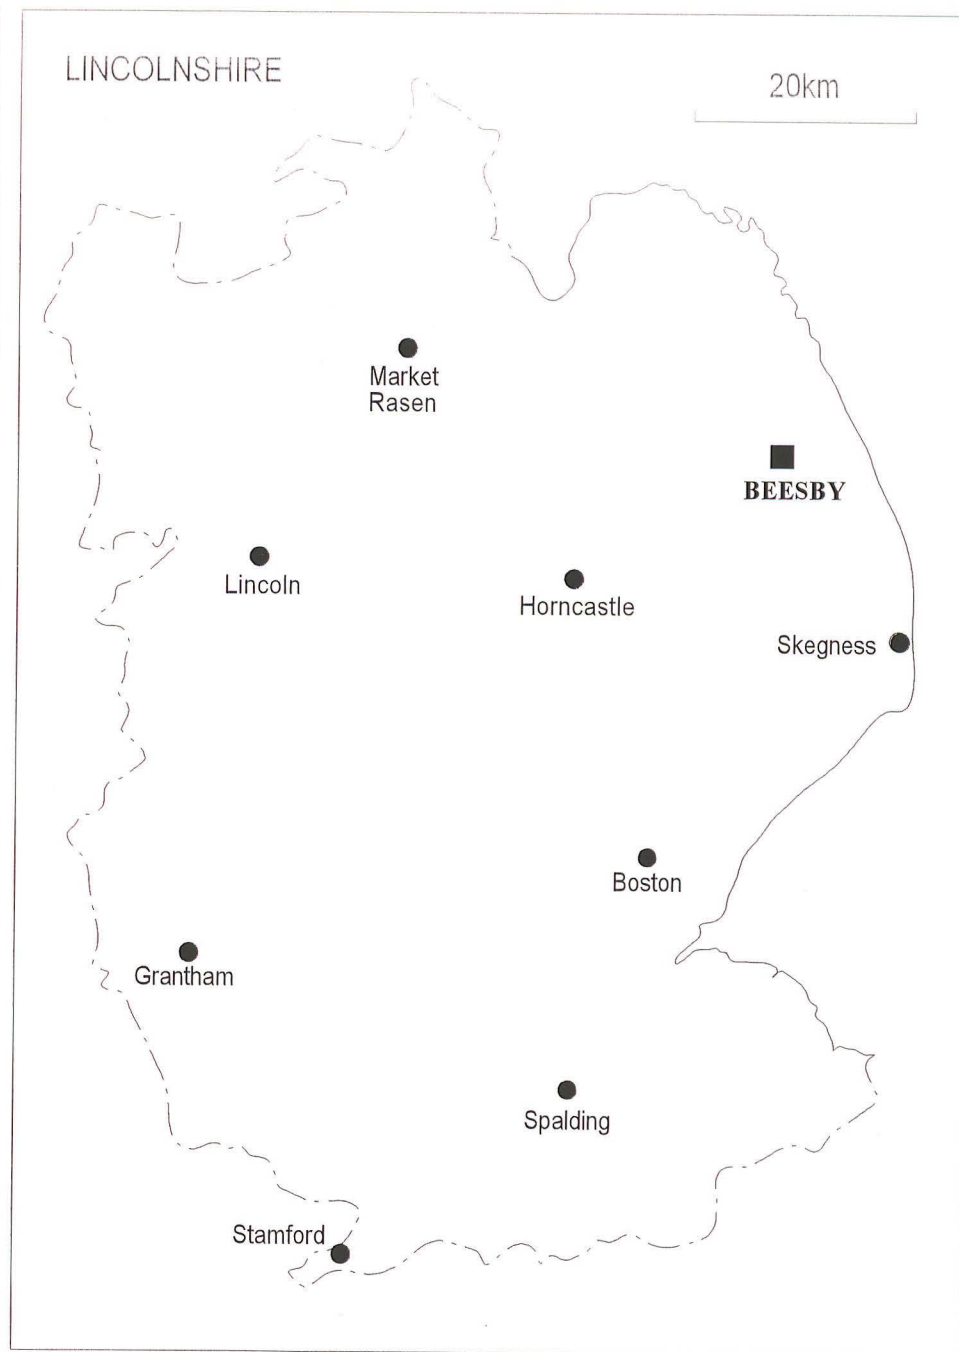 LINCOLNSHIRE
20km
Market
Rasen
BEESBY
Lincoln
Horncastle
Skegness
Boston
Grantham
Spalding
Stamford